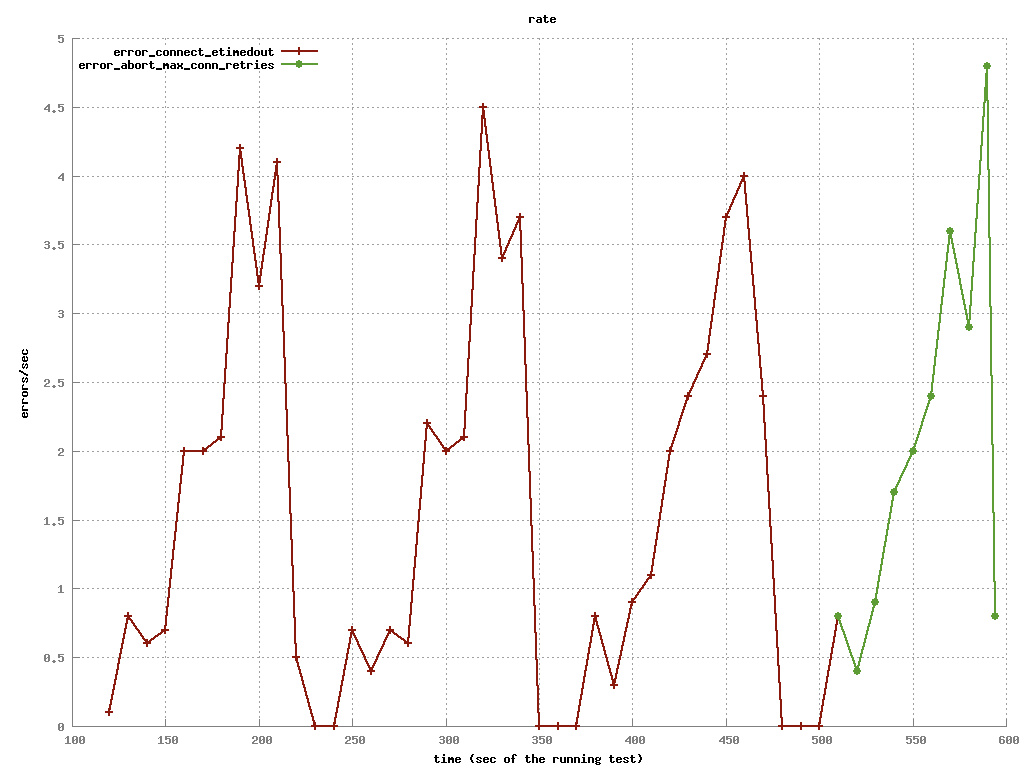 rate
error_connect_etimedout
error_abort_max_conn_retries
errors/sec
5
4.5
4
3.5
3
2.5
2
1.5
1
0.5
0
100 150 200 250 300 350 400 450 500 550 600
time (sec of the running test)